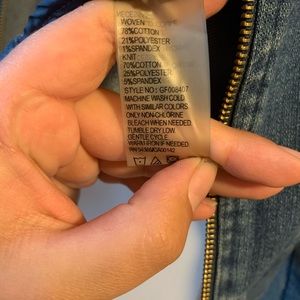 WOVEN
78%COTTON
21%POLYESTER
1%SPANDEX
KNIT
70%COTTON
25%POLYESTER
5%SPANDEX
STYLE NO: GF008407
MACHINE WASH COLD
WITH SIMILAR COLORS
ONLY NON-CHLORINE
BLEACH WHEN NEEDED.
TUMBLE DRY LOW.
GENTLE CYCLE.
WARM IRON IF NEEDED